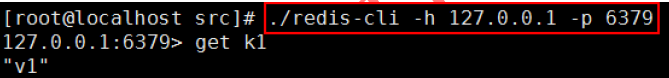 [root@localhost src]# ./redis-cli -h 127.0.0.1 -p 6379
127.0.0.1:6379> get k1
"v1"